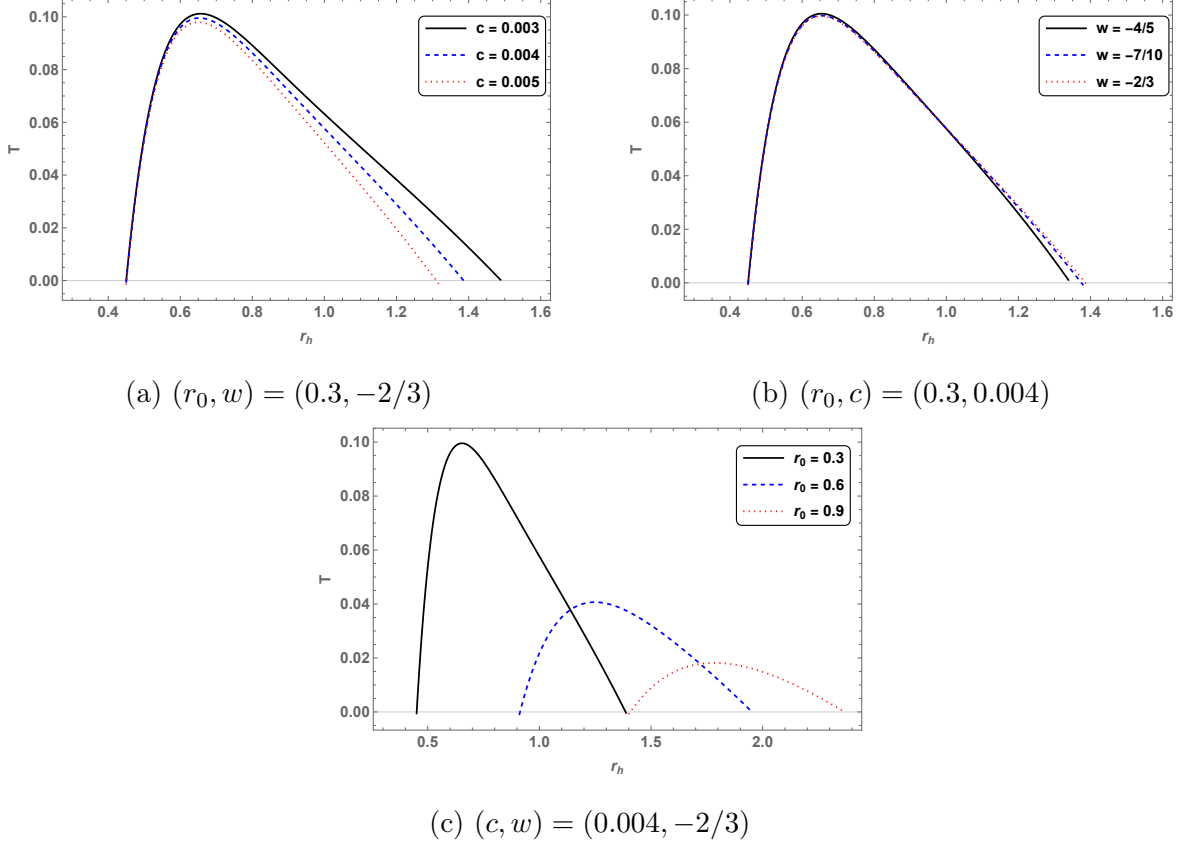 0.10
0.08
0.06
0.04
0.02
0.00
T
c = 0.003
c = 0.004
c = 0.005
0.4 0.6 0.8 1.0 1.2 1.4 1.6
r_h
(a) (r_0, w) = (0.3, −2/3)
0.10
0.08
0.06
0.04
0.02
0.00
T
w = −4/5
w = −7/10
w = −2/3
0.4 0.6 0.8 1.0 1.2 1.4 1.6
r_h
(b) (r_0, c) = (0.3, 0.004)
0.10
0.08
0.06
0.04
0.02
0.00
T
r_0 = 0.3
r_0 = 0.6
r_0 = 0.9
0.5 1.0 1.5 2.0
r_h
(c) (c, w) = (0.004, −2/3)